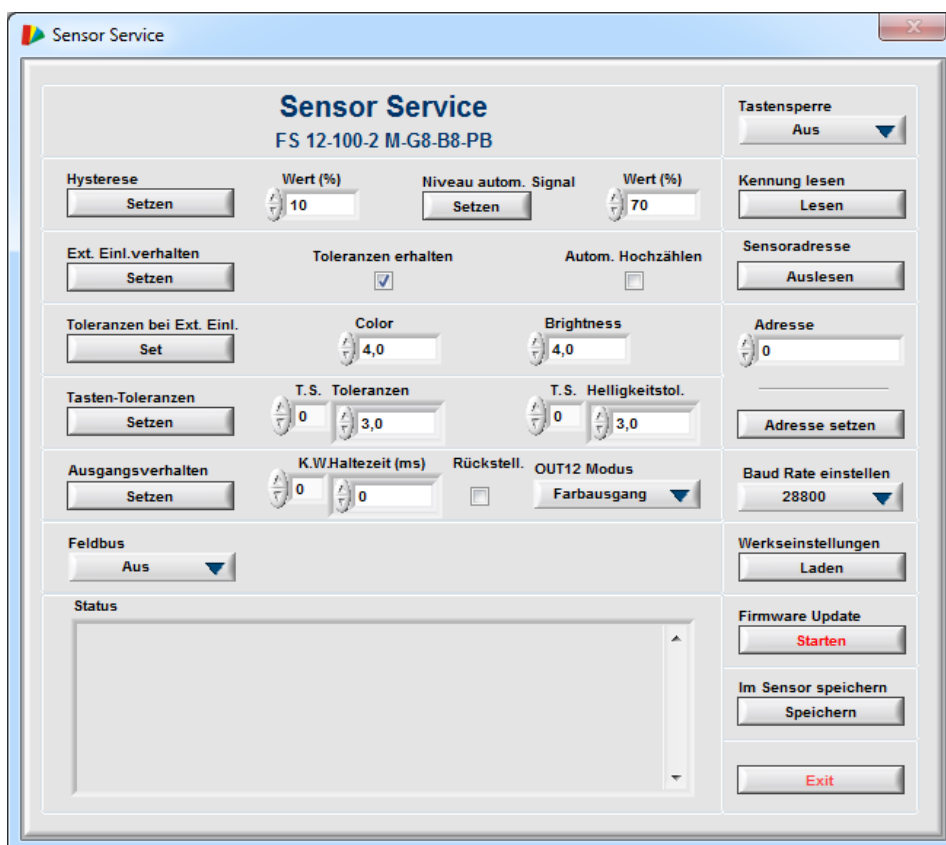 Sensor Service
Sensor Service
FS 12-100-2 M-G8-B8-PB
Tastensperre
Aus
Hysterese
Setzen
Wert (%)
10
Niveau autom. Signal
Setzen
Wert (%)
70
Kennung lesen
Lesen
Ext. Einl.verhalten
Setzen
Toleranzen erhalten
Autom. Hochzählen
Sensoradresse
Auslesen
Toleranzen bei Ext. Einl.
Set
Color
4,0
Brightness
4,0
Adresse
0
Tasten-Toleranzen
Setzen
T.S. Toleranzen
0 3,0
T.S. Helligkeitstol.
0 3,0
Adresse setzen
Ausgangsverhalten
Setzen
K.W.Haltezeit (ms)
0 0
Rückstell.
OUT12 Modus
Farbausgang
Baud Rate einstellen
28800
Feldbus
Aus
Werkseinstellungen
Laden
Status
Firmware Update
Starten
Im Sensor speichern
Speichern
Exit